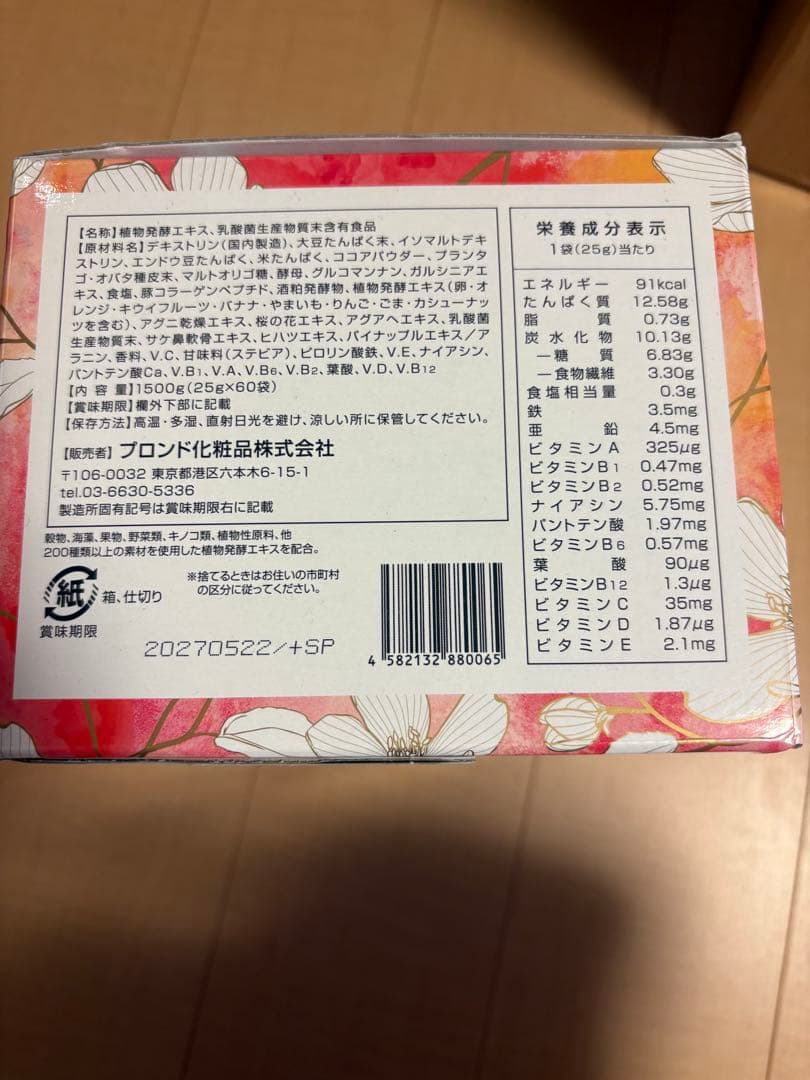 【名称】植物発酵エキス、乳酸菌生産物質末含有食品
【原材料名】デキストリン(国内製造)、大豆たんぱく末、イソマルトデキ
ストリン、エンドウ豆たんぱく、米たんぱく、ココアパウダー、プランタ
ゴ・オバタ種皮末、マルトオリゴ糖、酵母、グルコマンナン、ガルシニアエ
キス、食塩、豚コラーゲンペプチド、酒粕発酵物、植物発酵エキス(卵・オ
レンジ・キウイフルーツ・バナナ・やまいも・りんご・ごま・カシューナッ
ツを含む)、アグニ乾燥エキス、桜の花エキス、アグアヘエキス、乳酸菌
生産物質末、サケ鼻軟骨エキス、ヒハツエキス、パイナップルエキス/ア
ラニン、香料、V.C、甘味料(ステビア)、ピロリン酸鉄、V.E、ナイアシン、
パントテン酸Ca、V.B1、V.A、V.B6、V.B2、葉酸、V.D、V.B12
【内 容 量】1500g(25g×60袋)
【賞味期限】欄外下部に記載
【保存方法】高温・多湿、直射日光を避け、涼しい所に保管してください。
【販売者】プロンド化粧品株式会社
〒106-0032 東京都港区六本木6-15-1
tel.03-6630-5336
製造所固有記号は賞味期限右に記載
穀物、海藻、果物、野菜類、キノコ類、植物性原料、他
200種類以上の素材を使用した植物発酵エキスを配合。
紙
箱、仕切り
※捨てるときはお住いの市町村
の区分に従ってください。
賞味期限
20270522/+SP
4 582132 880065
栄養成分表示
1袋(25g)当たり
エネルギー 91kcal
たんぱく質 12.58g
脂質 0.73g
炭水化物 10.13g
ー糖質 6.83g
ー食物繊維 3.30g
食塩相当量 0.3g
鉄 3.5mg
亜鉛 4.5mg
ビタミンA 325μg
ビタミンB1 0.47mg
ビタミンB2 0.52mg
ナイアシン 5.75mg
パントテン酸 1.97mg
ビタミンB6 0.57mg
葉酸 90μg
ビタミンB12 1.3μg
ビタミンC 35mg
ビタミンD 1.87μg
ビタミンE 2.1mg